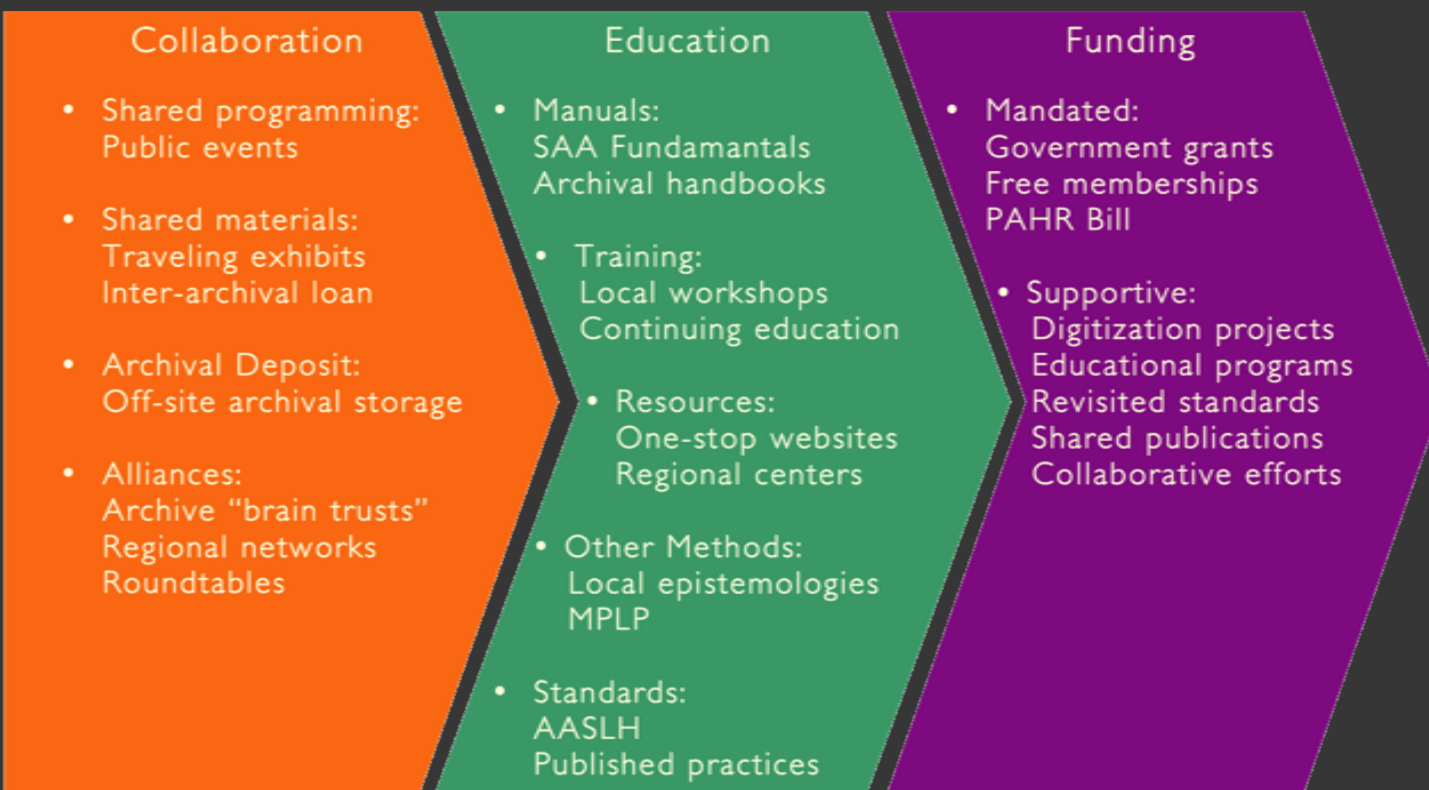 Collaboration
• Shared programming:
Public events
• Shared materials:
Traveling exhibits
Inter-archival loan
• Archival Deposit:
Off-site archival storage
• Alliances:
Archive “brain trusts”
Regional networks
Roundtables
Education
• Manuals:
SAA Fundamantals
Archival handbooks
• Training:
Local workshops
Continuing education
• Resources:
One-stop websites
Regional centers
• Other Methods:
Local epistemologies
MPLP
• Standards:
AASLH
Published practices
Funding
• Mandated:
Government grants
Free memberships
PAHR Bill
• Supportive:
Digitization projects
Educational programs
Revisited standards
Shared publications
Collaborative efforts